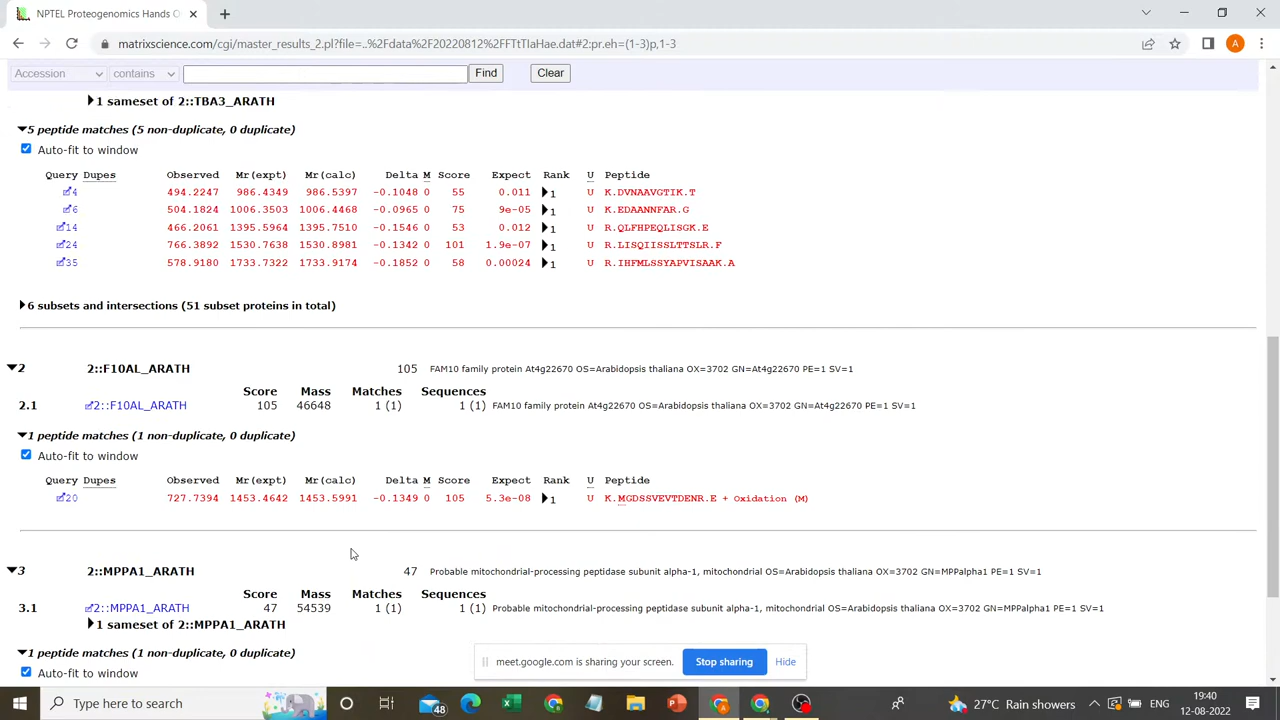 NPTEL Proteogenomics Hands O
matrixscience.com/cgi/master_results_2.pl?file=..%2Fdata%2F20220812%2FFTtTIaHae.dat#2:pr.eh=(1-3)p,1-3
A
Accession contains Find Clear
1 sameset of 2::TBA3_ARATH
5 peptide matches (5 non-duplicate, 0 duplicate)
Auto-fit to window
Query Dupes Observed Mr(expt) Mr(calc) Delta M Score Expect Rank U Peptide
4 494.2247 986.4349 986.5397 -0.1048 0 55 0.011 1 U K.DVNAAVGTIK.T
6 504.1824 1006.3503 1006.4468 -0.0965 0 75 9e-05 1 U K.EDAANNFAR.G
14 466.2061 1395.5964 1395.7510 -0.1546 0 53 0.012 1 U R.QLFHPEQLISGK.E
24 766.3892 1530.7638 1530.8981 -0.1342 0 101 1.9e-07 1 U R.LISQIISSLTTSLR.F
35 578.9180 1733.7322 1733.9174 -0.1852 0 58 0.00024 1 U R.IHFMLSSYAPVISAAK.A
6 subsets and intersections (51 subset proteins in total)
2 2::F10AL_ARATH 105 FAM10 family protein At4g22670 OS=Arabidopsis thaliana OX=3702 GN=At4g22670 PE=1 SV=1
Score Mass Matches Sequences
2.1 2::F10AL_ARATH 105 46648 1 (1) 1 (1) FAM10 family protein At4g22670 OS=Arabidopsis thaliana OX=3702 GN=At4g22670 PE=1 SV=1
1 peptide matches (1 non-duplicate, 0 duplicate)
Auto-fit to window
Query Dupes Observed Mr(expt) Mr(calc) Delta M Score Expect Rank U Peptide
20 727.7394 1453.4642 1453.5991 -0.1349 0 105 5.3e-08 1 U K.MGDSSVEVTDENR.E + Oxidation (M)
3 2::MPPA1_ARATH 47 Probable mitochondrial-processing peptidase subunit alpha-1, mitochondrial OS=Arabidopsis thaliana OX=3702 GN=MPPalpha1 PE=1 SV=1
Score Mass Matches Sequences
3.1 2::MPPA1_ARATH 47 54539 1 (1) 1 (1) Probable mitochondrial-processing peptidase subunit alpha-1, mitochondrial OS=Arabidopsis thaliana OX=3702 GN=MPPalpha1 PE=1 SV=1
1 sameset of 2::MPPA1_ARATH
1 peptide matches (1 non-duplicate, 0 duplicate)
Auto-fit to window
meet.google.com is sharing your screen. Stop sharing Hide
Type here to search 48 27°C Rain showers ENG 19:40
12-08-2022